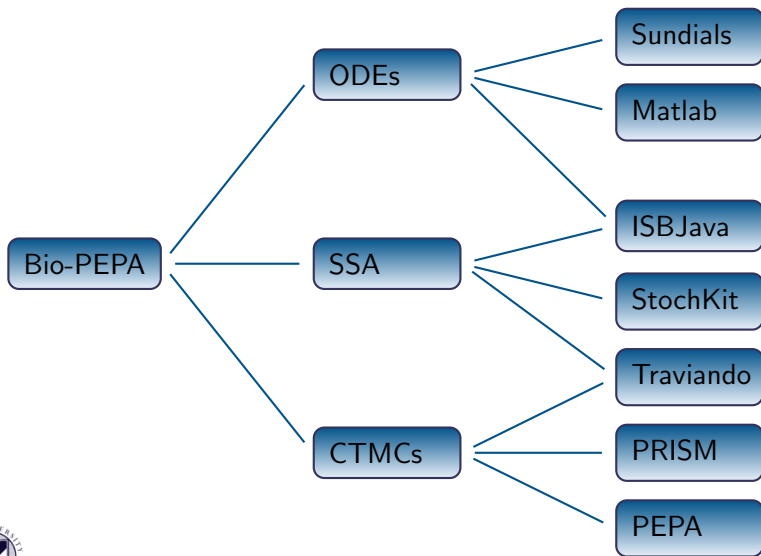 Sundials
ODEs
Matlab
ISBJava
Bio-PEPA
SSA
StochKit
Traviando
CTMCs
PRISM
PEPA